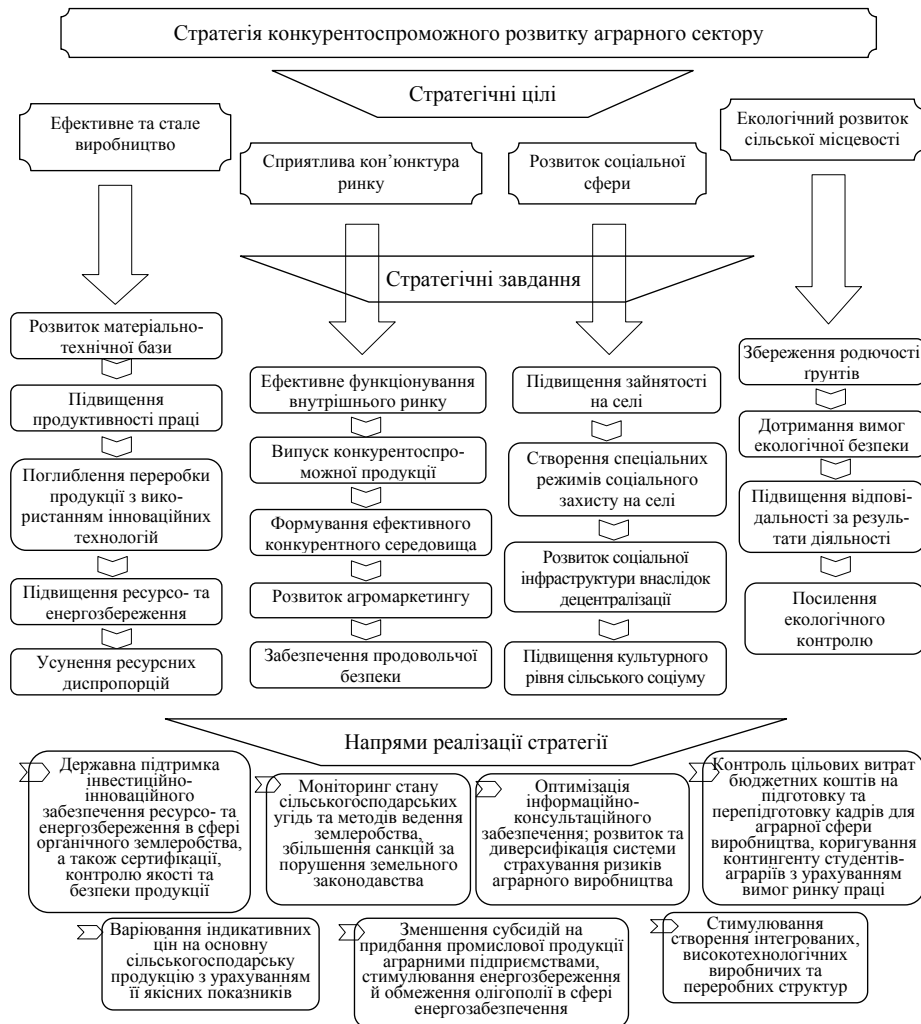 Стратегія конкурентоспроможного розвитку аграрного сектору
Стратегічні цілі
Ефективне та стале
виробництво
Сприятлива кон’юнктура
ринку
Розвиток соціальної
сфери
Екологічний розвиток
сільської місцевості
Стратегічні завдання
Розвиток матеріально-
технічної бази
Підвищення
продуктивності праці
Поглиблення переробки
продукції з вико-
ристанням інноваційних
технологій
Підвищення ресурсо- та
енергозбереження
Усунення ресурсних
диспропорцій
Ефективне функціонування
внутрішнього ринку
Випуск конкурентоспро-
можної продукції
Формування ефективного
конкурентного середовища
Розвиток агромаркетингу
Забезпечення продовольчої
безпеки
Підвищення зайнятості
на селі
Створення спеціальних
режимів соціального
захисту на селі
Розвиток соціальної
інфраструктури внаслідок
децентралізації
Підвищення культурного
рівня сільського соціуму
Збереження родючості
ґрунтів
Дотримання вимог
екологічної безпеки
Підвищення відпові-
дальності за резуль-
тати діяльності
Посилення
екологічного
контролю
Напрями реалізації стратегії
Державна підтримка
інвестиційно-
інноваційного
забезпечення ресурсо- та
енергозбереження в сфері
органічного землеробства,
а також сертифікації,
контролю якості та
безпеки продукції
Моніторинг стану
сільськогосподарських
угідь та методів ведення
землеробства,
збільшення санкцій за
порушення земельного
законодавства
Оптимізація
інформаційно-
консультаційного
забезпечення; розвиток та
диверсифікація системи
страхування ризиків
аграрного виробництва
Контроль цільових витрат
бюджетних коштів на
підготовку та
перепідготовку кадрів для
аграрної сфери
виробництва, коригування
контингенту студентів-
аграріїв з урахуванням
вимог ринку праці
Варіювання індикативних
цін на основну
сільськогосподарську
продукцію з урахуванням
її якісних показників
Зменшення субсидій на
придбання промислової продукції
аграрними підприємствами,
стимулювання енергозбереження
й обмеження олігополії в сфері
енергозабезпечення
Стимулювання
створення інтегрованих,
високотехнологічних
виробничих та
переробних структур